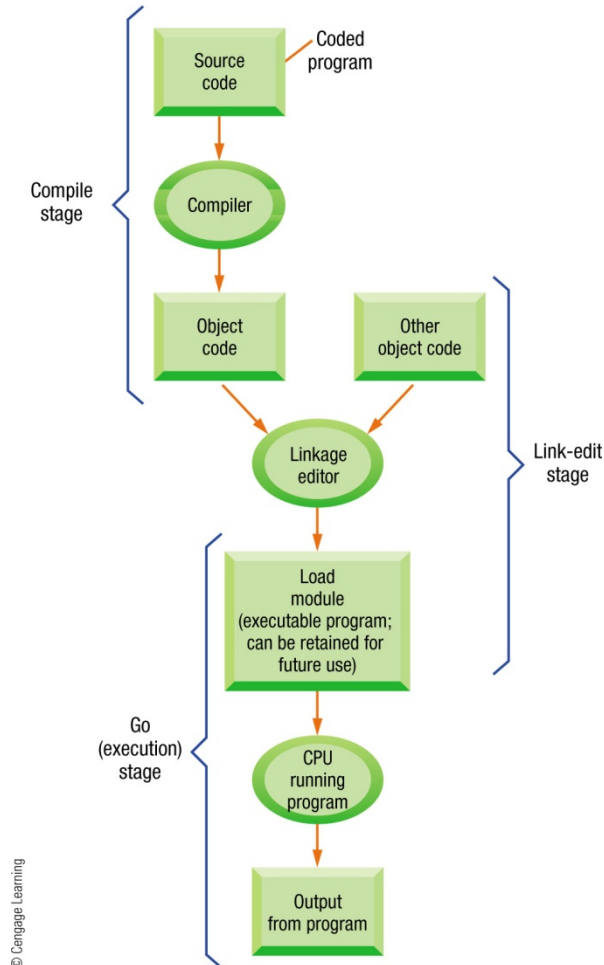 Source
code
Coded
program
Compile
stage
Compiler
Object
code
Other
object code
Linkage
editor
Link-edit
stage
Load
module
(executable program;
can be retained for
future use)
Go
(execution)
stage
CPU
running
program
Output
from program
© Cengage Learning